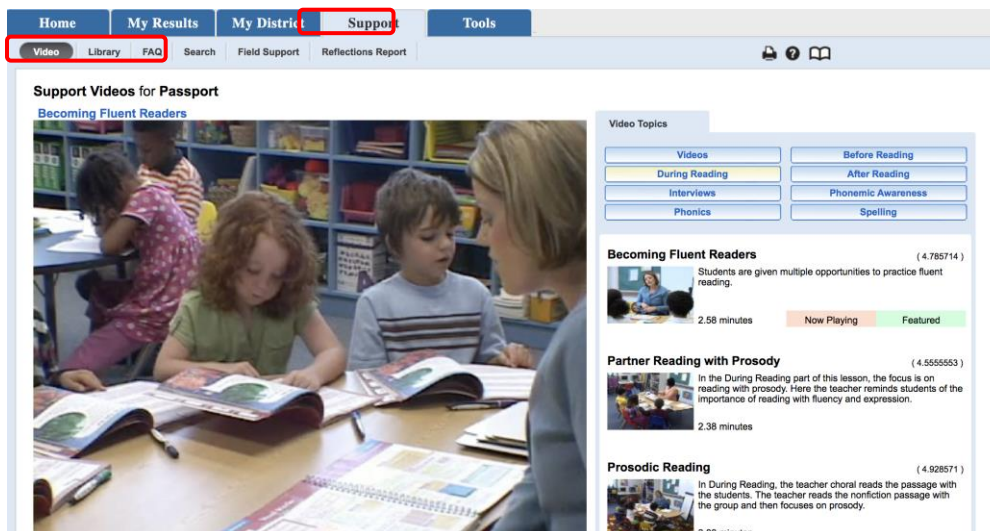 Home My Results My District Support Tools
Video Library FAQ Search Field Support Reflections Report
Support Videos for Passport
Becoming Fluent Readers
Video Topics
Videos Before Reading
During Reading After Reading
Interviews Phonemic Awareness
Phonics Spelling
Becoming Fluent Readers ( 4.785714 )
Students are given multiple opportunities to practice fluent
reading.
2.58 minutes Now Playing Featured
Partner Reading with Prosody ( 4.5555553 )
In the During Reading part of this lesson, the focus is on
reading with prosody. Here the teacher reminds students of the
importance of reading with fluency and expression.
2.38 minutes
Prosodic Reading ( 4.928571 )
In During Reading, the teacher choral reads the passage with
the students. The teacher reads the nonfiction passage with
the group and then focuses on prosody.